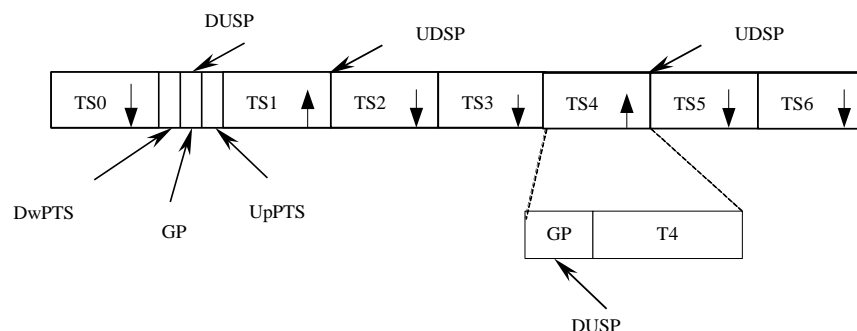 DUSP
UDSP
UDSP
TS0
TS1
TS2
TS3
TS4
TS5
TS6
DwPTS
GP
UpPTS
GP
T4
DUSP